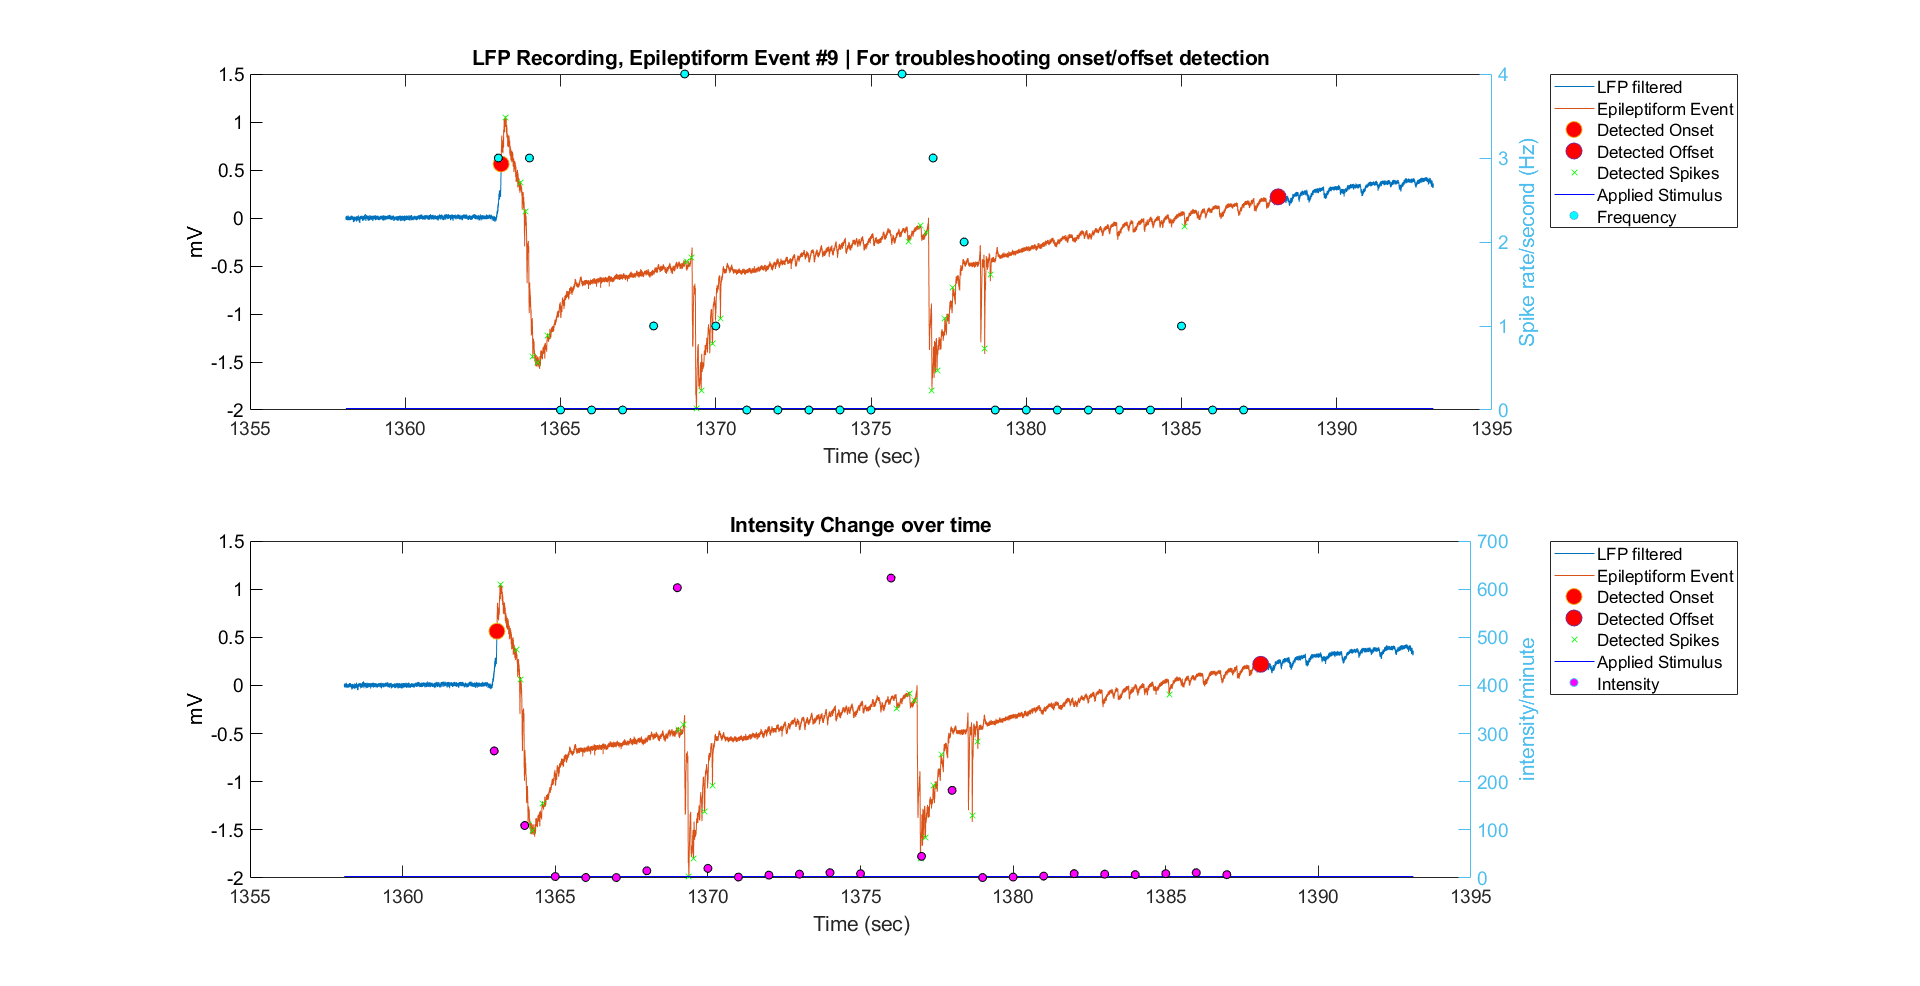 LFP Recording, Epileptiform Event #9 | For troubleshooting onset/offset detection
1.5
1
0.5
0
-0.5
-1
-1.5
-2
mV
4
3
2
1
0
Spike rate/second (Hz)
1355 1360 1365 1370 1375 1380 1385 1390 1395
Time (sec)
LFP filtered
Epileptiform Event
Detected Onset
Detected Offset
Detected Spikes
Applied Stimulus
Frequency
Intensity Change over time
1.5
1
0.5
0
-0.5
-1
-1.5
-2
mV
700
600
500
400
300
200
100
0
intensity/minute
1355 1360 1365 1370 1375 1380 1385 1390 1395
Time (sec)
LFP filtered
Epileptiform Event
Detected Onset
Detected Offset
Detected Spikes
Applied Stimulus
Intensity